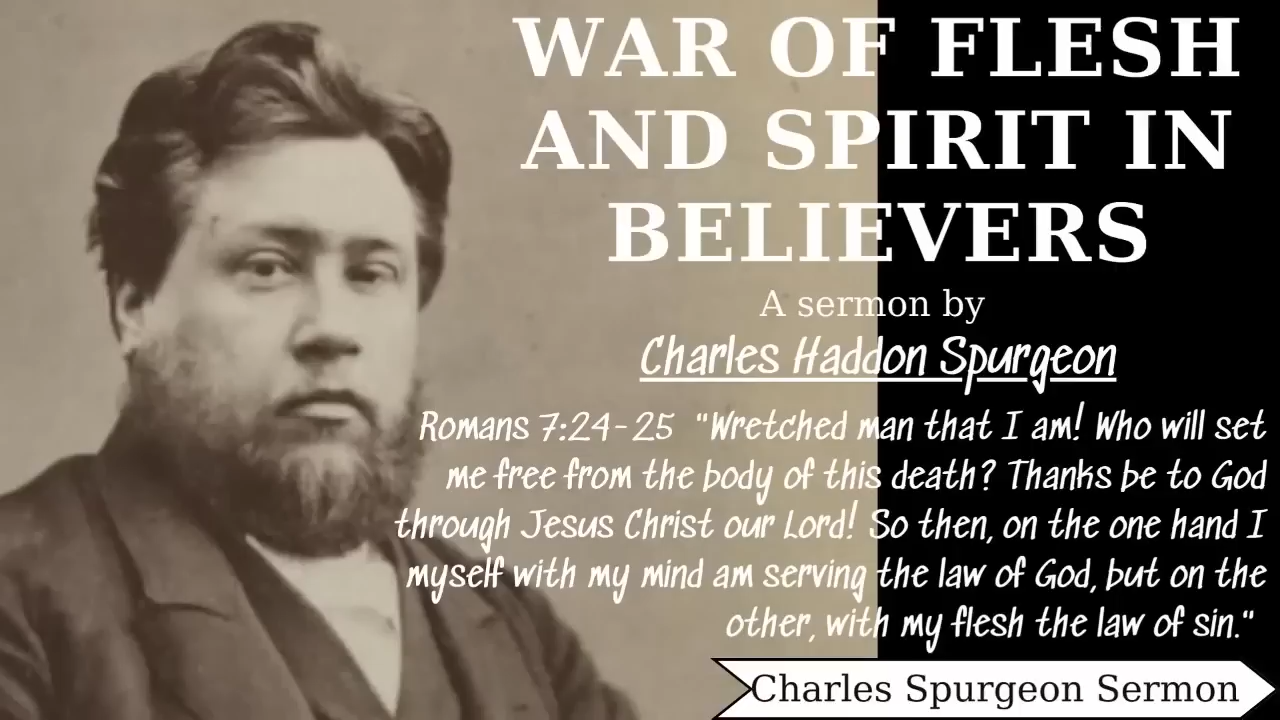 WAR OF FLESH
AND SPIRIT IN
BELIEVERS
A sermon by
Charles Haddon Spurgeon
Romans 7:24-25 "Wretched man that I am! Who will set
me free from the body of this death? Thanks be to God
through Jesus Christ our Lord! So then, on the one hand I
myself with my mind am serving the law of God, but on the
other, with my flesh the law of sin."
Charles Spurgeon Sermon